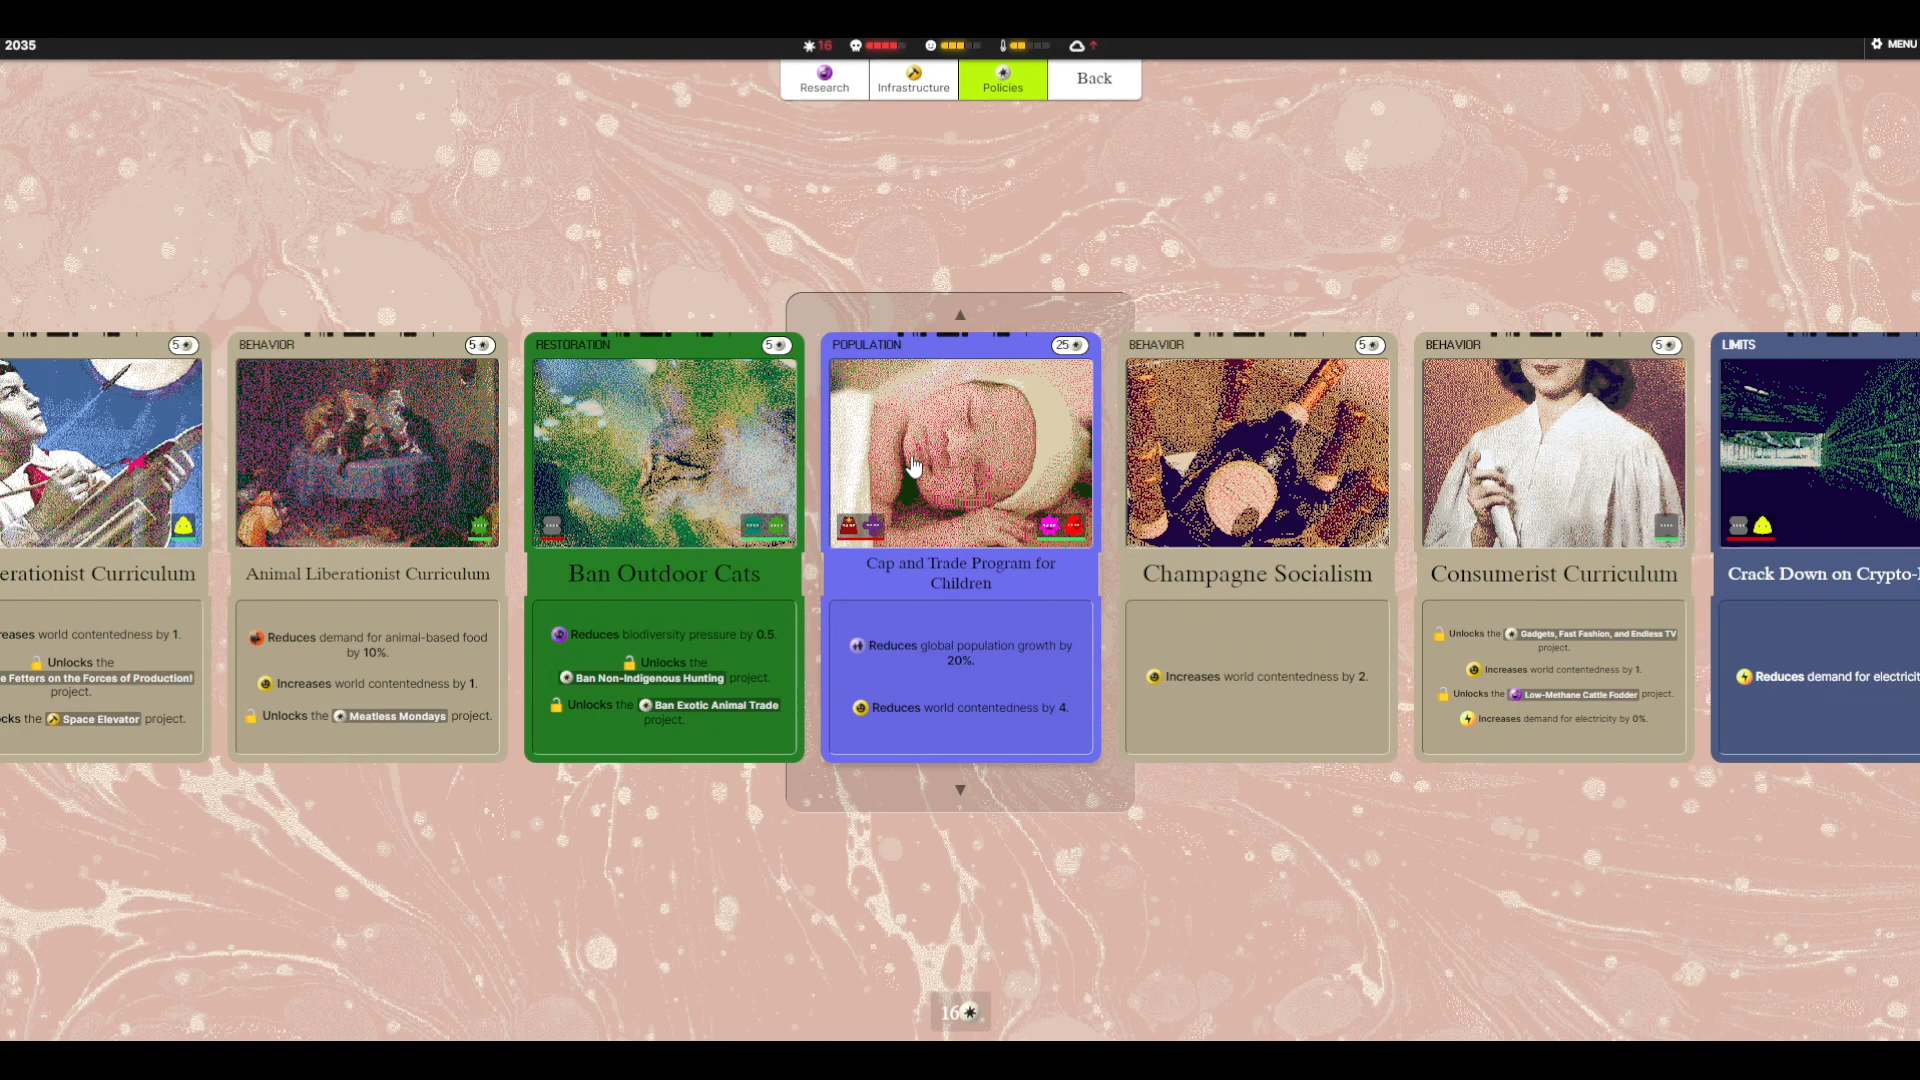 2035
16
MENU
Research
Infrastructure
Policies
Back
5
erationist Curriculum
eases world contentedness by 1.
Unlocks the
e Fetters on the Forces of Production!
project.
cks the Space Elevator project.
BEHAVIOR
5
Animal Liberationist Curriculum
Reduces demand for animal-based food
by 10%.
Increases world contentedness by 1.
Unlocks the Meatless Mondays project.
RESTORATION
5
Ban Outdoor Cats
Reduces biodiversity pressure by 0.5.
Unlocks the
Ban Non-Indigenous Hunting project.
Unlocks the Ban Exotic Animal Trade
project.
POPULATION
25
Cap and Trade Program for
Children
Reduces global population growth by
20%.
Reduces world contentedness by 4.
BEHAVIOR
5
Champagne Socialism
Increases world contentedness by 2.
BEHAVIOR
5
Consumerist Curriculum
Unlocks the Gadgets, Fast Fashion, and Endless TV
project.
Increases world contentedness by 1.
Unlocks the Low-Methane Cattle Fodder project.
Increases demand for electricity by 0%.
LIMITS
Crack Down on Crypto-
Reduces demand for electricit
16